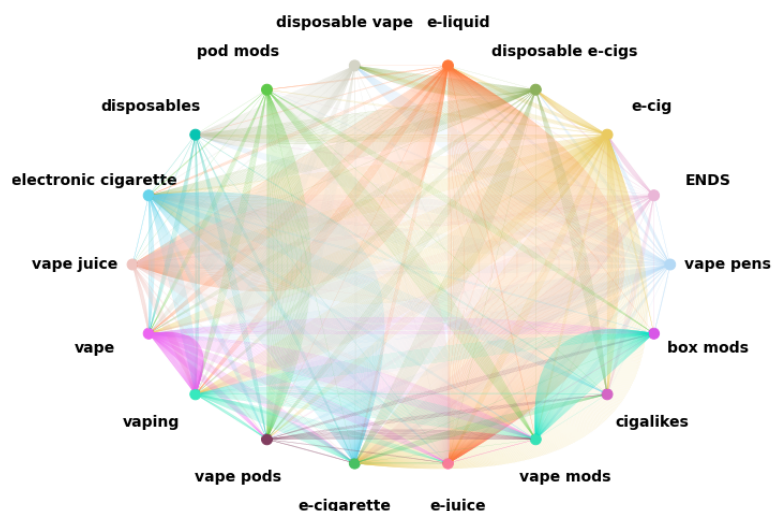 disposable vape
e-liquid
pod mods
disposable e-cigs
disposables
e-cig
electronic cigarette
ENDS
vape juice
vape pens
vape
box mods
vaping
cigalikes
vape pods
vape mods
e-cigarette
e-juice